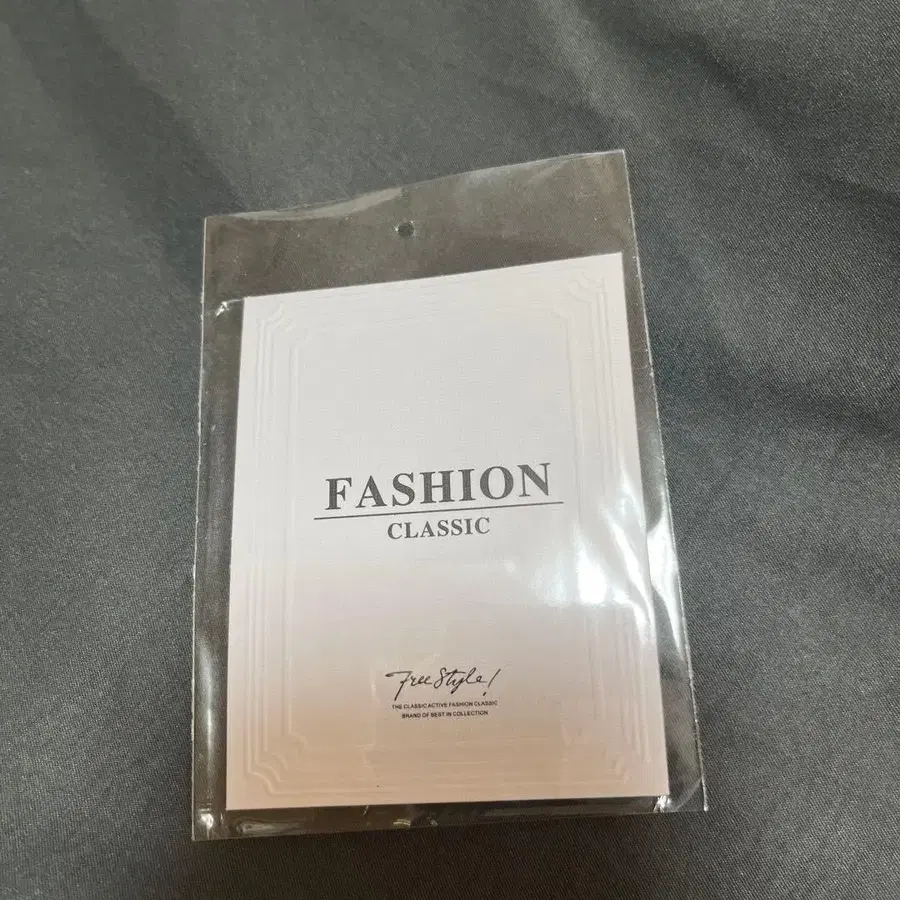 FASHION
CLASSIC
Free Style!
THE CLASSIC ACTIVE FASHION CLASSIC
BRAND OF BEST IN COLLECTION